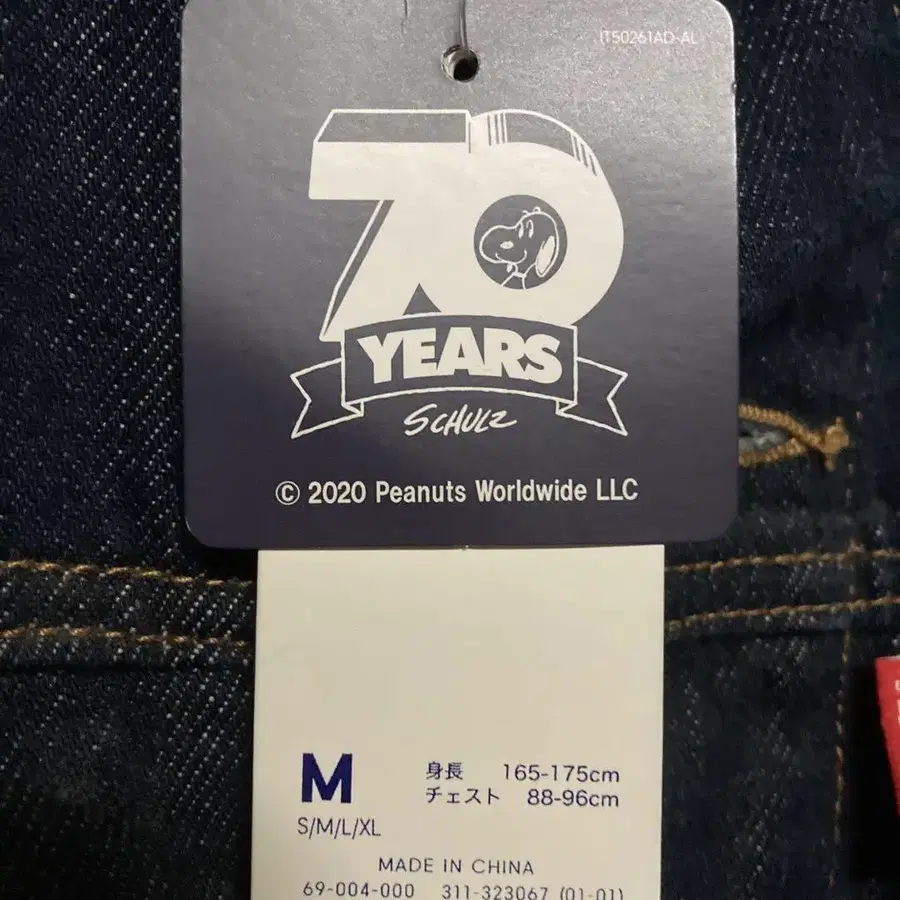 IT50261AD-AL
70
YEARS
SCHULZ
© 2020 Peanuts Worldwide LLC
M
S/M/L/XL
身長 165-175cm
チェスト 88-96cm
MADE IN CHINA
69-004-000 311-323067 (01-01)